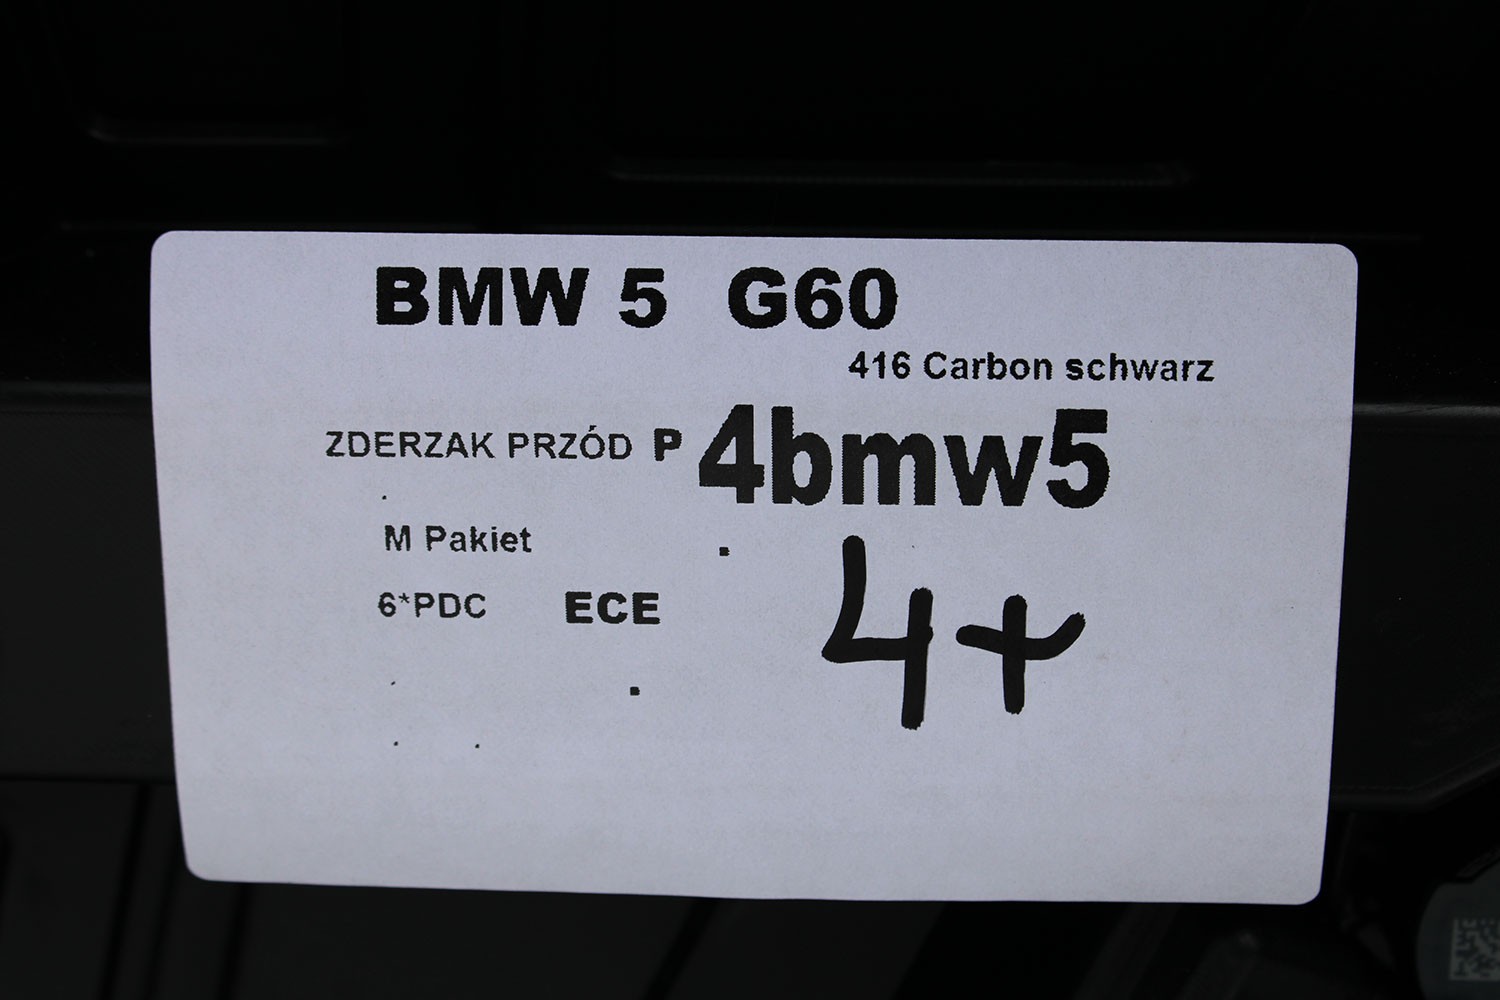 BMW 5 G60
416 Carbon schwarz
ZDERZAK PRZÓD P 4bmw5
M Pakiet
6*PDC ECE
4+